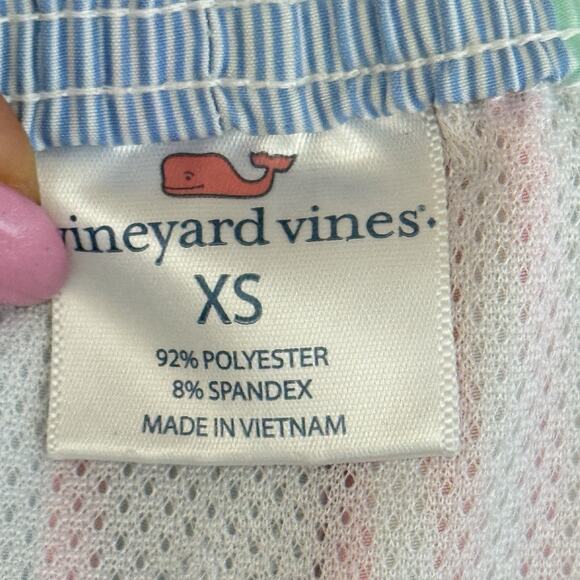 vineyard vines®
XS
92% POLYESTER
8% SPANDEX
MADE IN VIETNAM